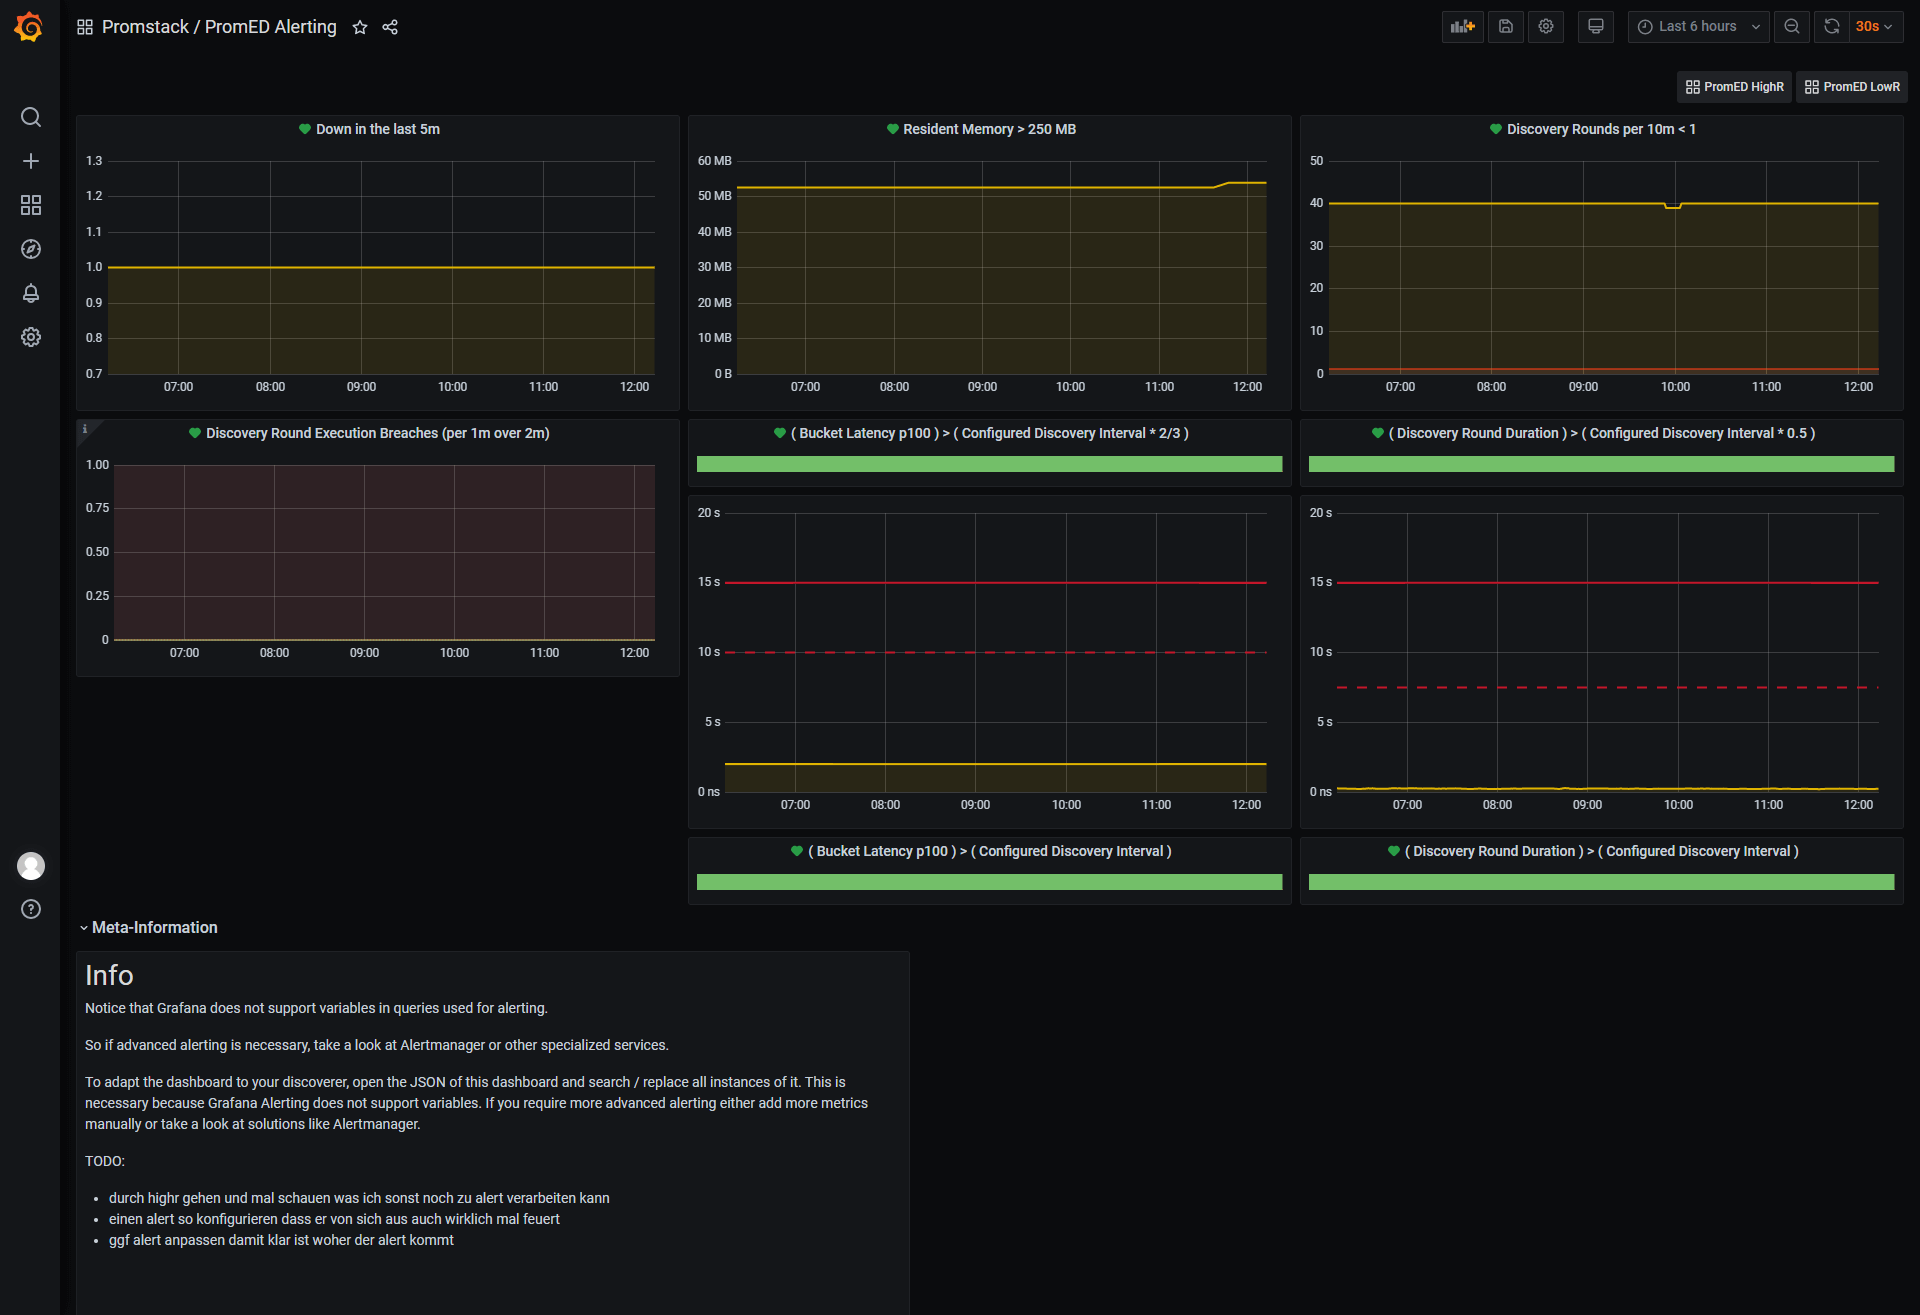 Promstack / PromED Alerting
Last 6 hours
30s
PromED HighR
PromED LowR
Down in the last 5m
1.3
1.2
1.1
1.0
0.9
0.8
0.7
07:00 08:00 09:00 10:00 11:00 12:00
Resident Memory > 250 MB
60 MB
50 MB
40 MB
30 MB
20 MB
10 MB
0 B
07:00 08:00 09:00 10:00 11:00 12:00
Discovery Rounds per 10m < 1
50
40
30
20
10
0
07:00 08:00 09:00 10:00 11:00 12:00
i
Discovery Round Execution Breaches (per 1m over 2m)
1.00
0.75
0.50
0.25
0
07:00 08:00 09:00 10:00 11:00 12:00
( Bucket Latency p100 ) > ( Configured Discovery Interval * 2/3 )
20 s
15 s
10 s
5 s
0 ns
07:00 08:00 09:00 10:00 11:00 12:00
( Discovery Round Duration ) > ( Configured Discovery Interval * 0.5 )
20 s
15 s
10 s
5 s
0 ns
07:00 08:00 09:00 10:00 11:00 12:00
( Bucket Latency p100 ) > ( Configured Discovery Interval )
( Discovery Round Duration ) > ( Configured Discovery Interval )
Meta-Information
Info
Notice that Grafana does not support variables in queries used for alerting.
So if advanced alerting is necessary, take a look at Alertmanager or other specialized services.
To adapt the dashboard to your discoverer, open the JSON of this dashboard and search / replace all instances of it. This is
necessary because Grafana Alerting does not support variables. If you require more advanced alerting either add more metrics
manually or take a look at solutions like Alertmanager.
TODO:
• durch highr gehen und mal schauen was ich sonst noch zu alert verarbeiten kann
• einen alert so konfigurieren dass er von sich aus auch wirklich mal feuert
• ggf alert anpassen damit klar ist woher der alert kommt